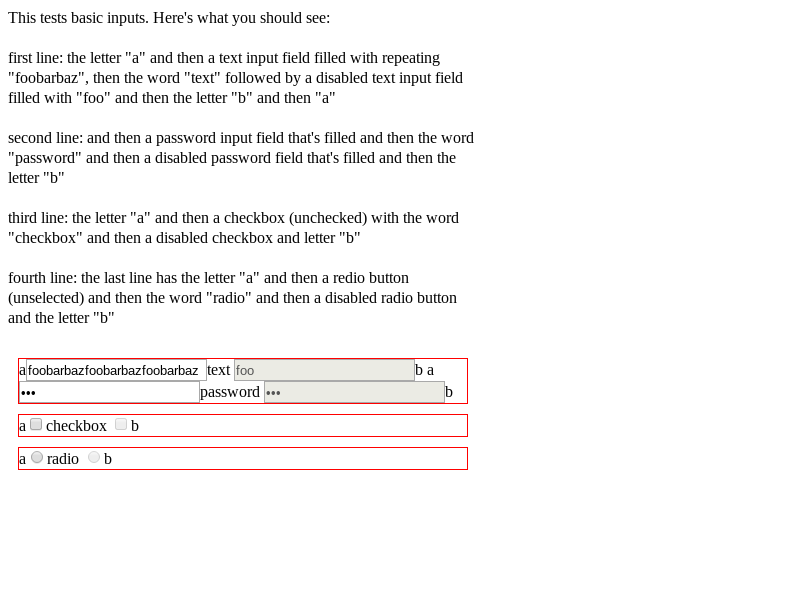 This tests basic inputs. Here's what you should see:
first line: the letter "a" and then a text input field filled with repeating
"foobarbaz", then the word "text" followed by a disabled text input field
filled with "foo" and then the letter "b" and then "a"
second line: and then a password input field that's filled and then the word
"password" and then a disabled password field that's filled and then the
letter "b"
third line: the letter "a" and then a checkbox (unchecked) with the word
"checkbox" and then a disabled checkbox and letter "b"
fourth line: the last line has the letter "a" and then a redio button
(unselected) and then the word "radio" and then a disabled radio button
and the letter "b"
a foobarbazfoobarbazfoobarbaz text foo b a
••• password ••• b
a checkbox b
a radio b